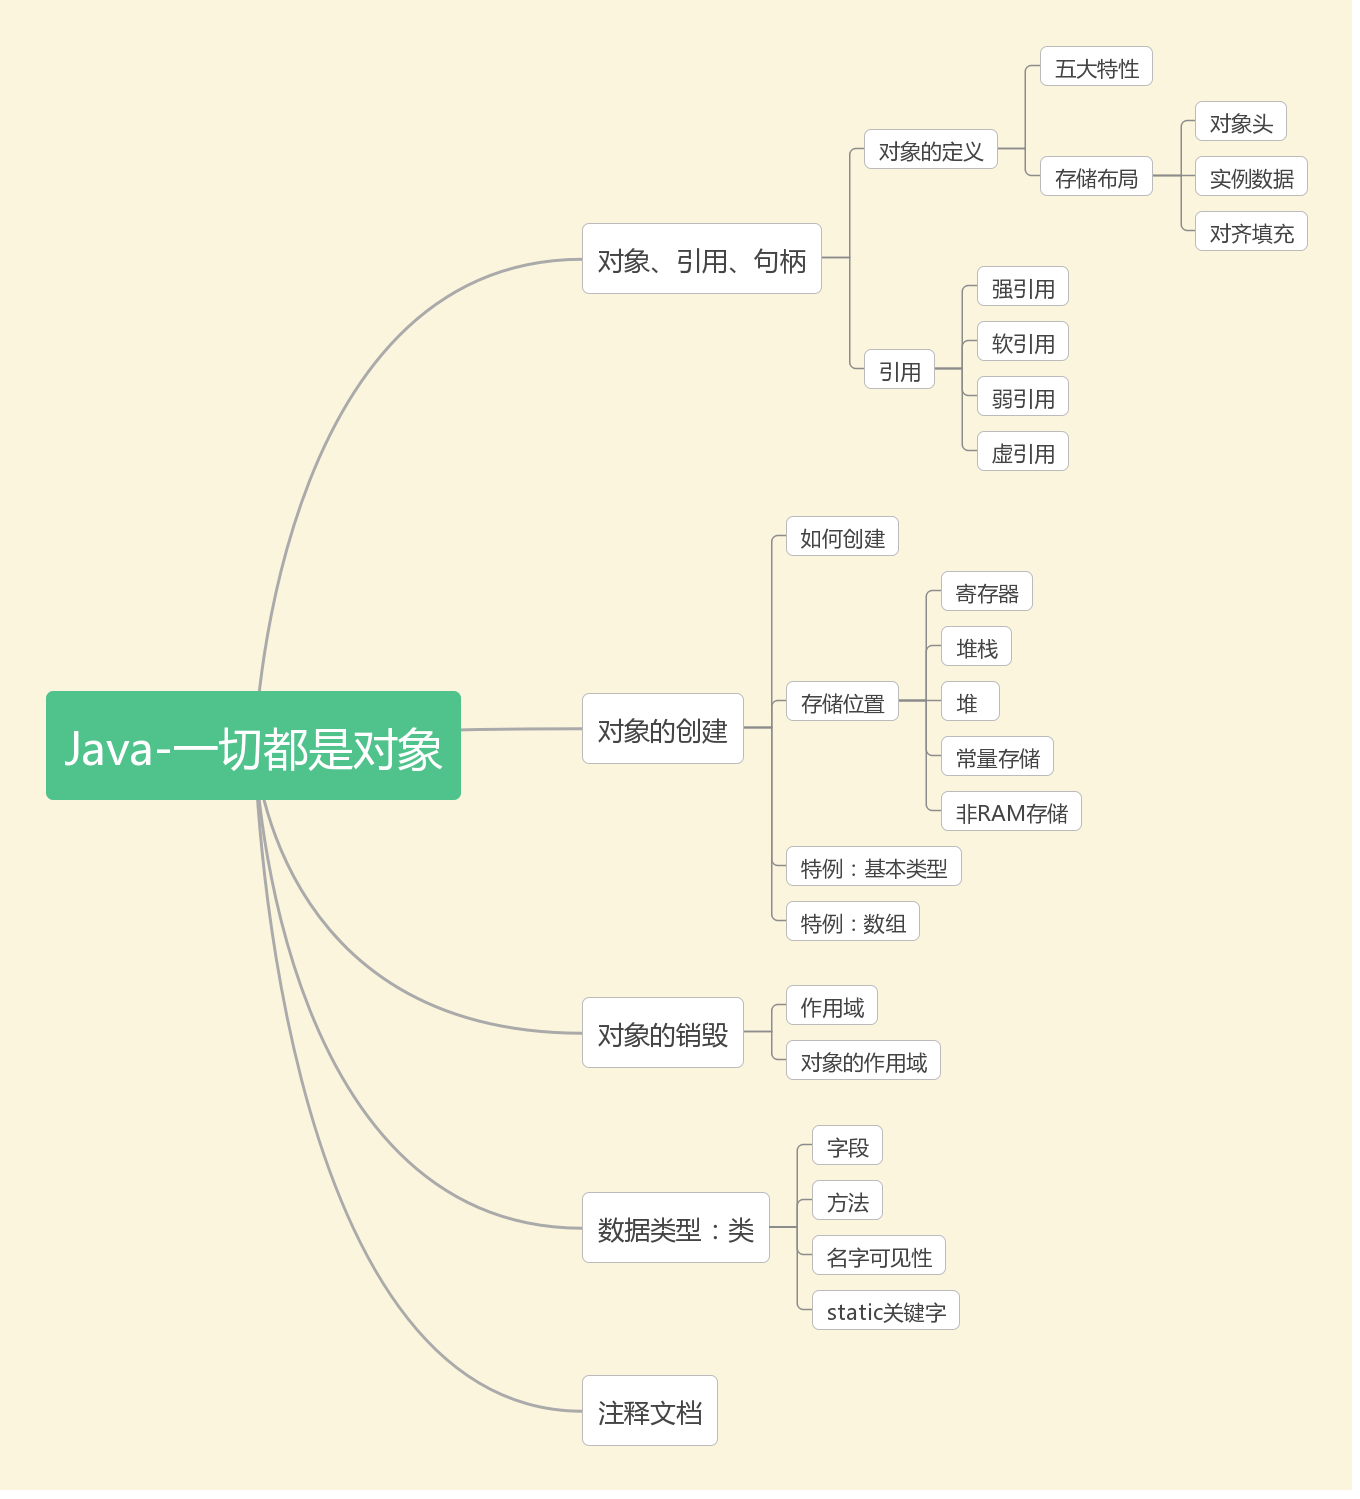 Java-一切都是对象
对象、引用、句柄
对象的定义
五大特性
存储布局
对象头
实例数据
对齐填充
引用
强引用
软引用
弱引用
虚引用
对象的创建
如何创建
存储位置
寄存器
堆栈
堆
常量存储
非RAM存储
特例：基本类型
特例：数组
对象的销毁
作用域
对象的作用域
数据类型：类
字段
方法
名字可见性
static关键字
注释文档